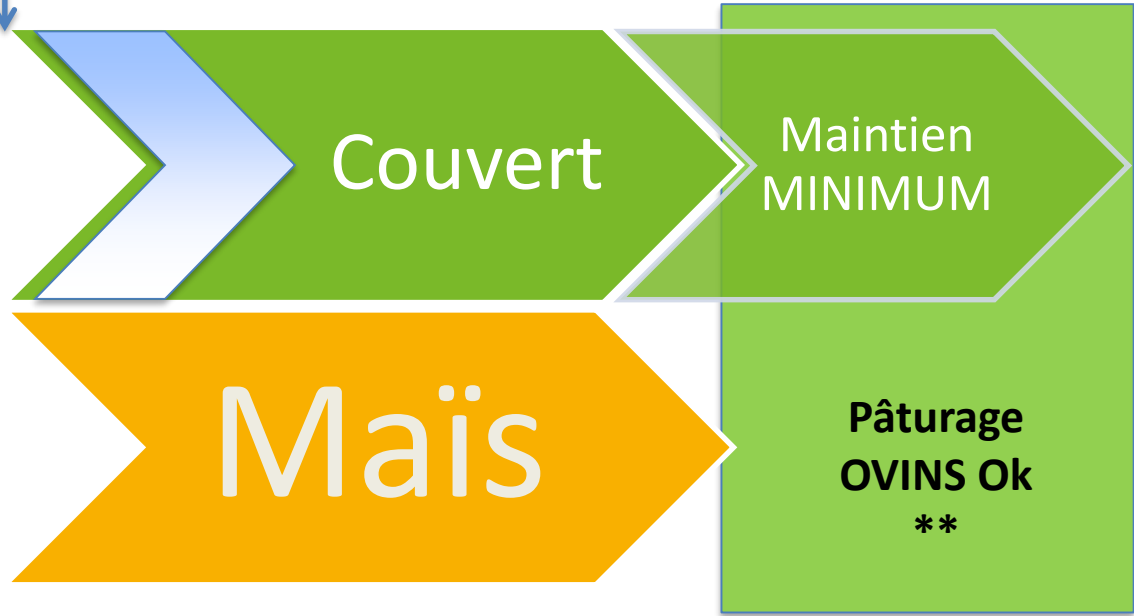 Couvert
Maintien
MINIMUM
Maïs
Pâturage
OVINS Ok
**